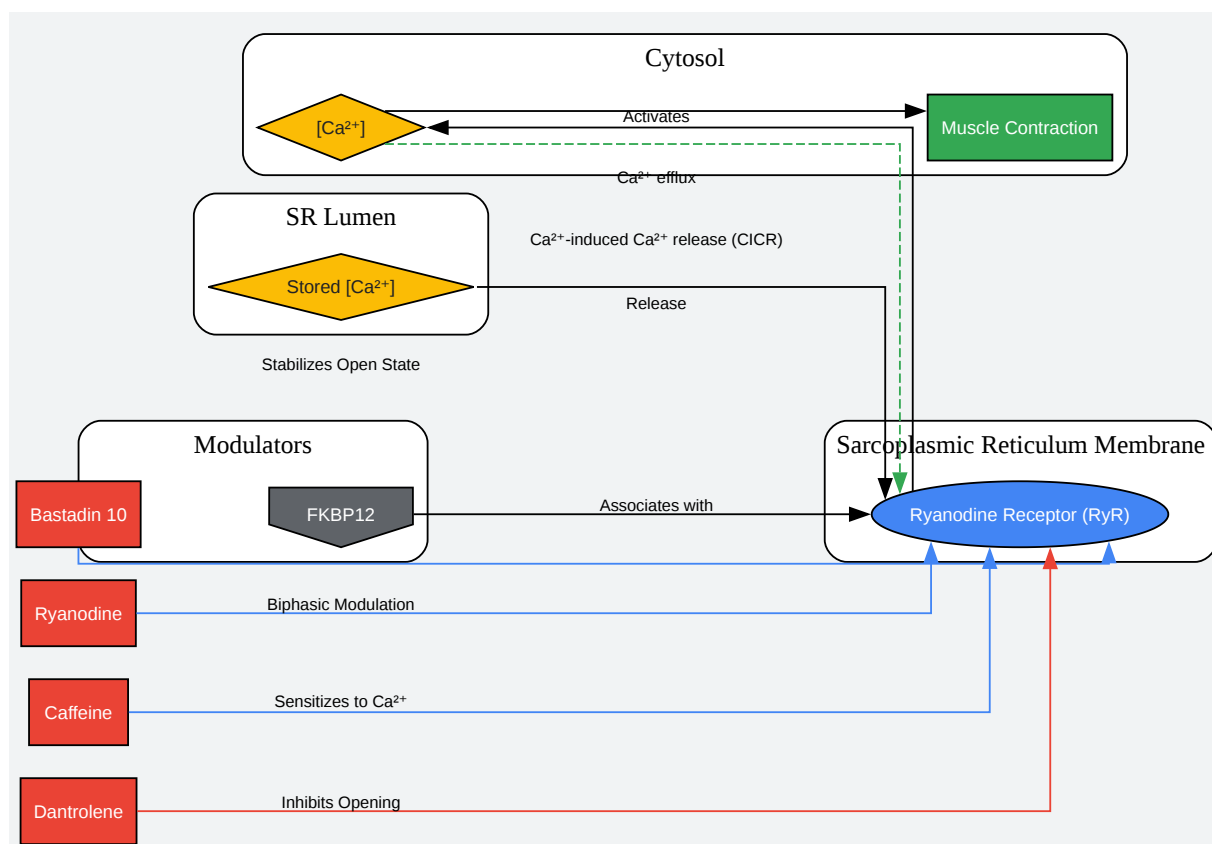 Cytosol
[Ca²⁺]
Activates
Muscle Contraction
Ca²⁺ efflux
SR Lumen
Ca²⁺-induced Ca²⁺ release (CICR)
Stored [Ca²⁺]
Release
Stabilizes Open State
Modulators
Sarcoplasmic Reticulum Membrane
Bastadin 10
FKBP12
Associates with
Ryanodine Receptor (RyR)
Ryanodine
Biphasic Modulation
Caffeine
Sensitizes to Ca²⁺
Dantrolene
Inhibits Opening